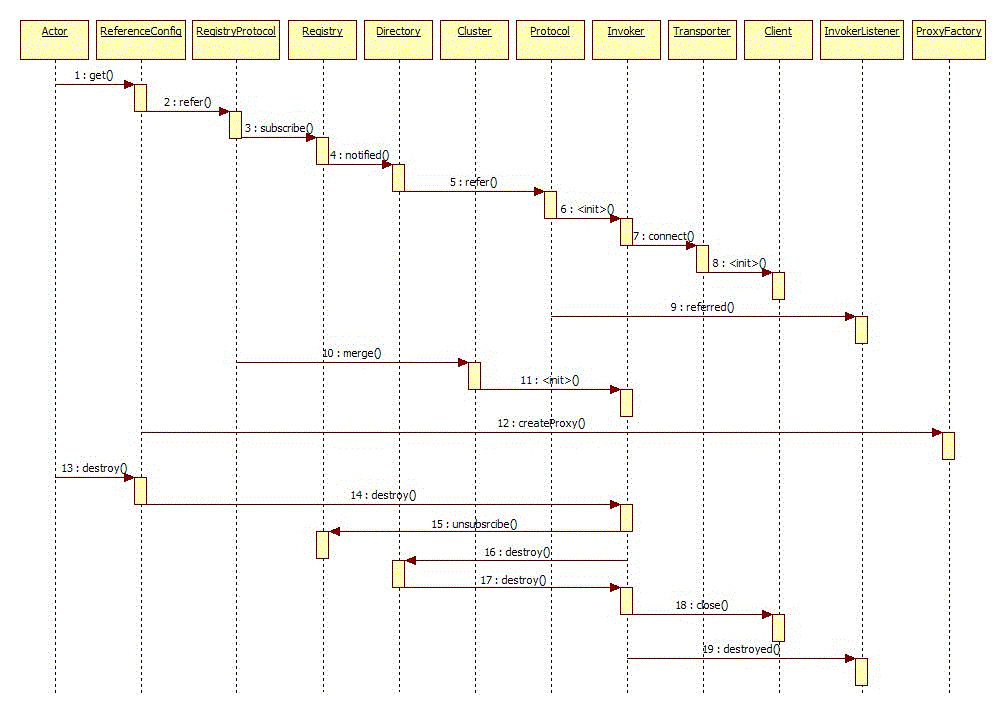 Actor ReferenceConfig RegistryProtocol Registry Directory Cluster Protocol Invoker Transporter Client InvokerListener ProxyFactory
1 : get()
2 : refer()
3 : subscribe()
4 : notified()
5 : refer()
6 : <init>()
7 : connect()
8 : <init>()
9 : referred()
10 : merge()
11 : <init>()
12 : createProxy()
13 : destroy()
14 : destroy()
15 : unsubsrcibe()
16 : destroy()
17 : destroy()
18 : close()
19 : destroyed()